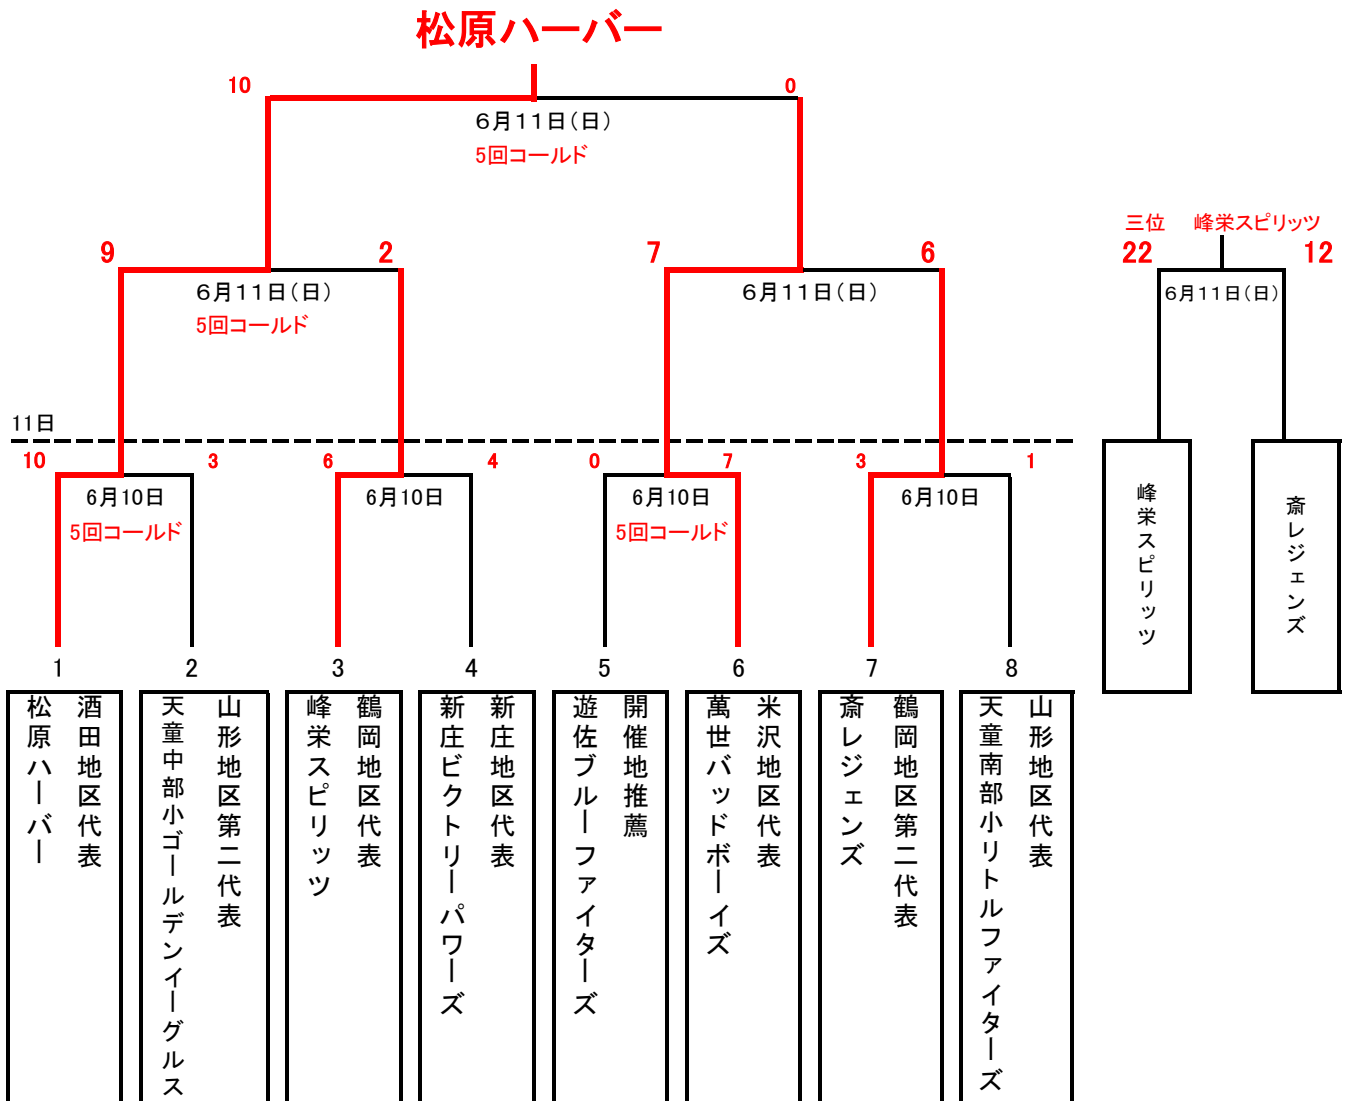 松原ハーバー
10
0
6月11日(日)
5回コールド
三位 峰栄スピリッツ
9
2
7
6
22
12
6月11日(日)
5回コールド
6月11日(日)
6月11日(日)
11日
10
3
6
4
0
7
3
1
6月10日
5回コールド
6月10日
6月10日
5回コールド
6月10日
峰栄スピリッツ
斎レジェンズ
1
2
3
4
5
6
7
8
酒田地区代表
松原ハーバー
山形地区第二代表
天童中部小ゴールデンイーグルス
鶴岡地区代表
峰栄スピリッツ
新庄地区代表
新庄ビクトリーパワーズ
開催地推薦
遊佐ブルーファイターズ
米沢地区代表
萬世バッドボーイズ
鶴岡地区第二代表
斎レジェンズ
山形地区代表
天童南部小リトルファイターズ